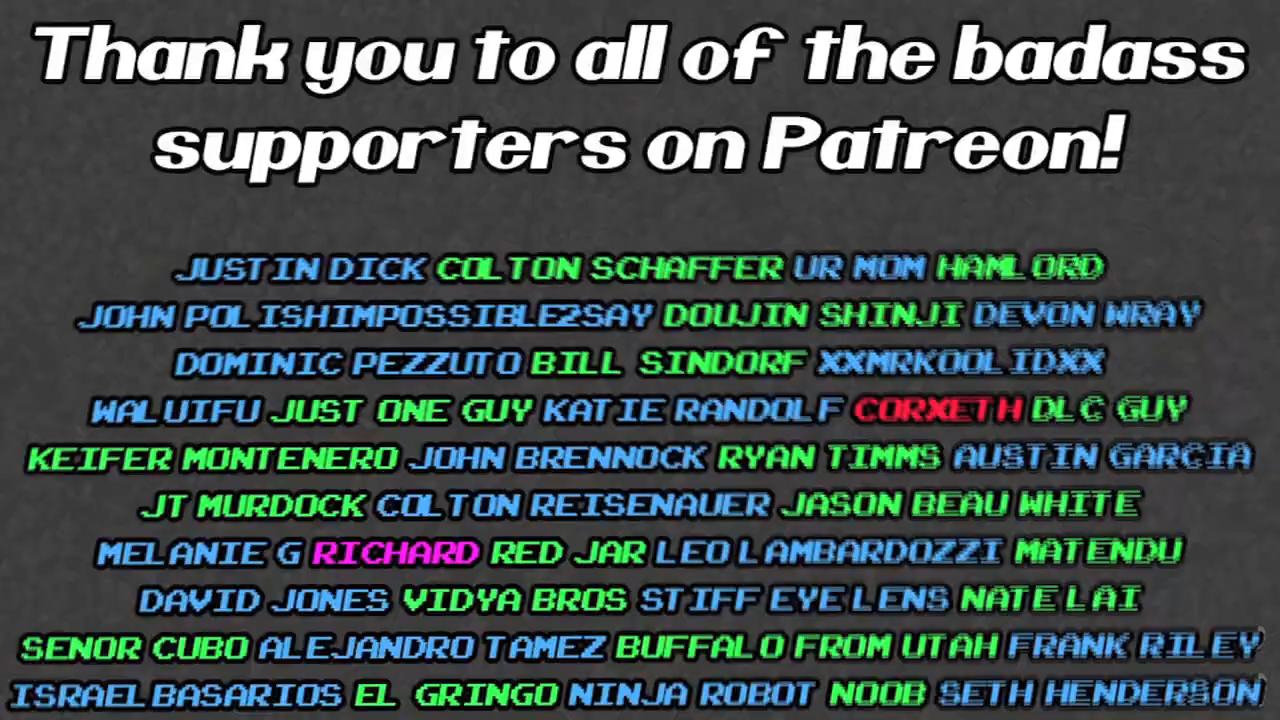 Thank you to all of the badass
supporters on Patreon!
JUSTIN DICK COLTON SCHAFFER UR MOM HAMLORD
JOHN POLISHIMPOSSIBLE2SAY DOUJIN SHINJI DEVON WRAY
DOMINIC PEZZUTO BILL SINDORF XXMRKOOLIDXX
WALUIFU JUST ONE GUY KATIE RANDOLF CORXETH DLC GUY
KEIFER MONTENERO JOHN BRENNOCK RYAN TIMMS AUSTIN GARCIA
JT MURDOCK COLTON REISENAUER JASON BEAU WHITE
MELANIE G RICHARD RED JAR LEO LAMBARDOZZI MATENDU
DAVID JONES VIDYA BROS STIFF EYE LENS NATE LAI
SENOR CUBO ALEJANDRO TAMEZ BUFFALO FROM UTAH FRANK RILEY
ISRAEL BASARIOS EL GRINGO NINJA ROBOT NOOB SETH HENDERSON